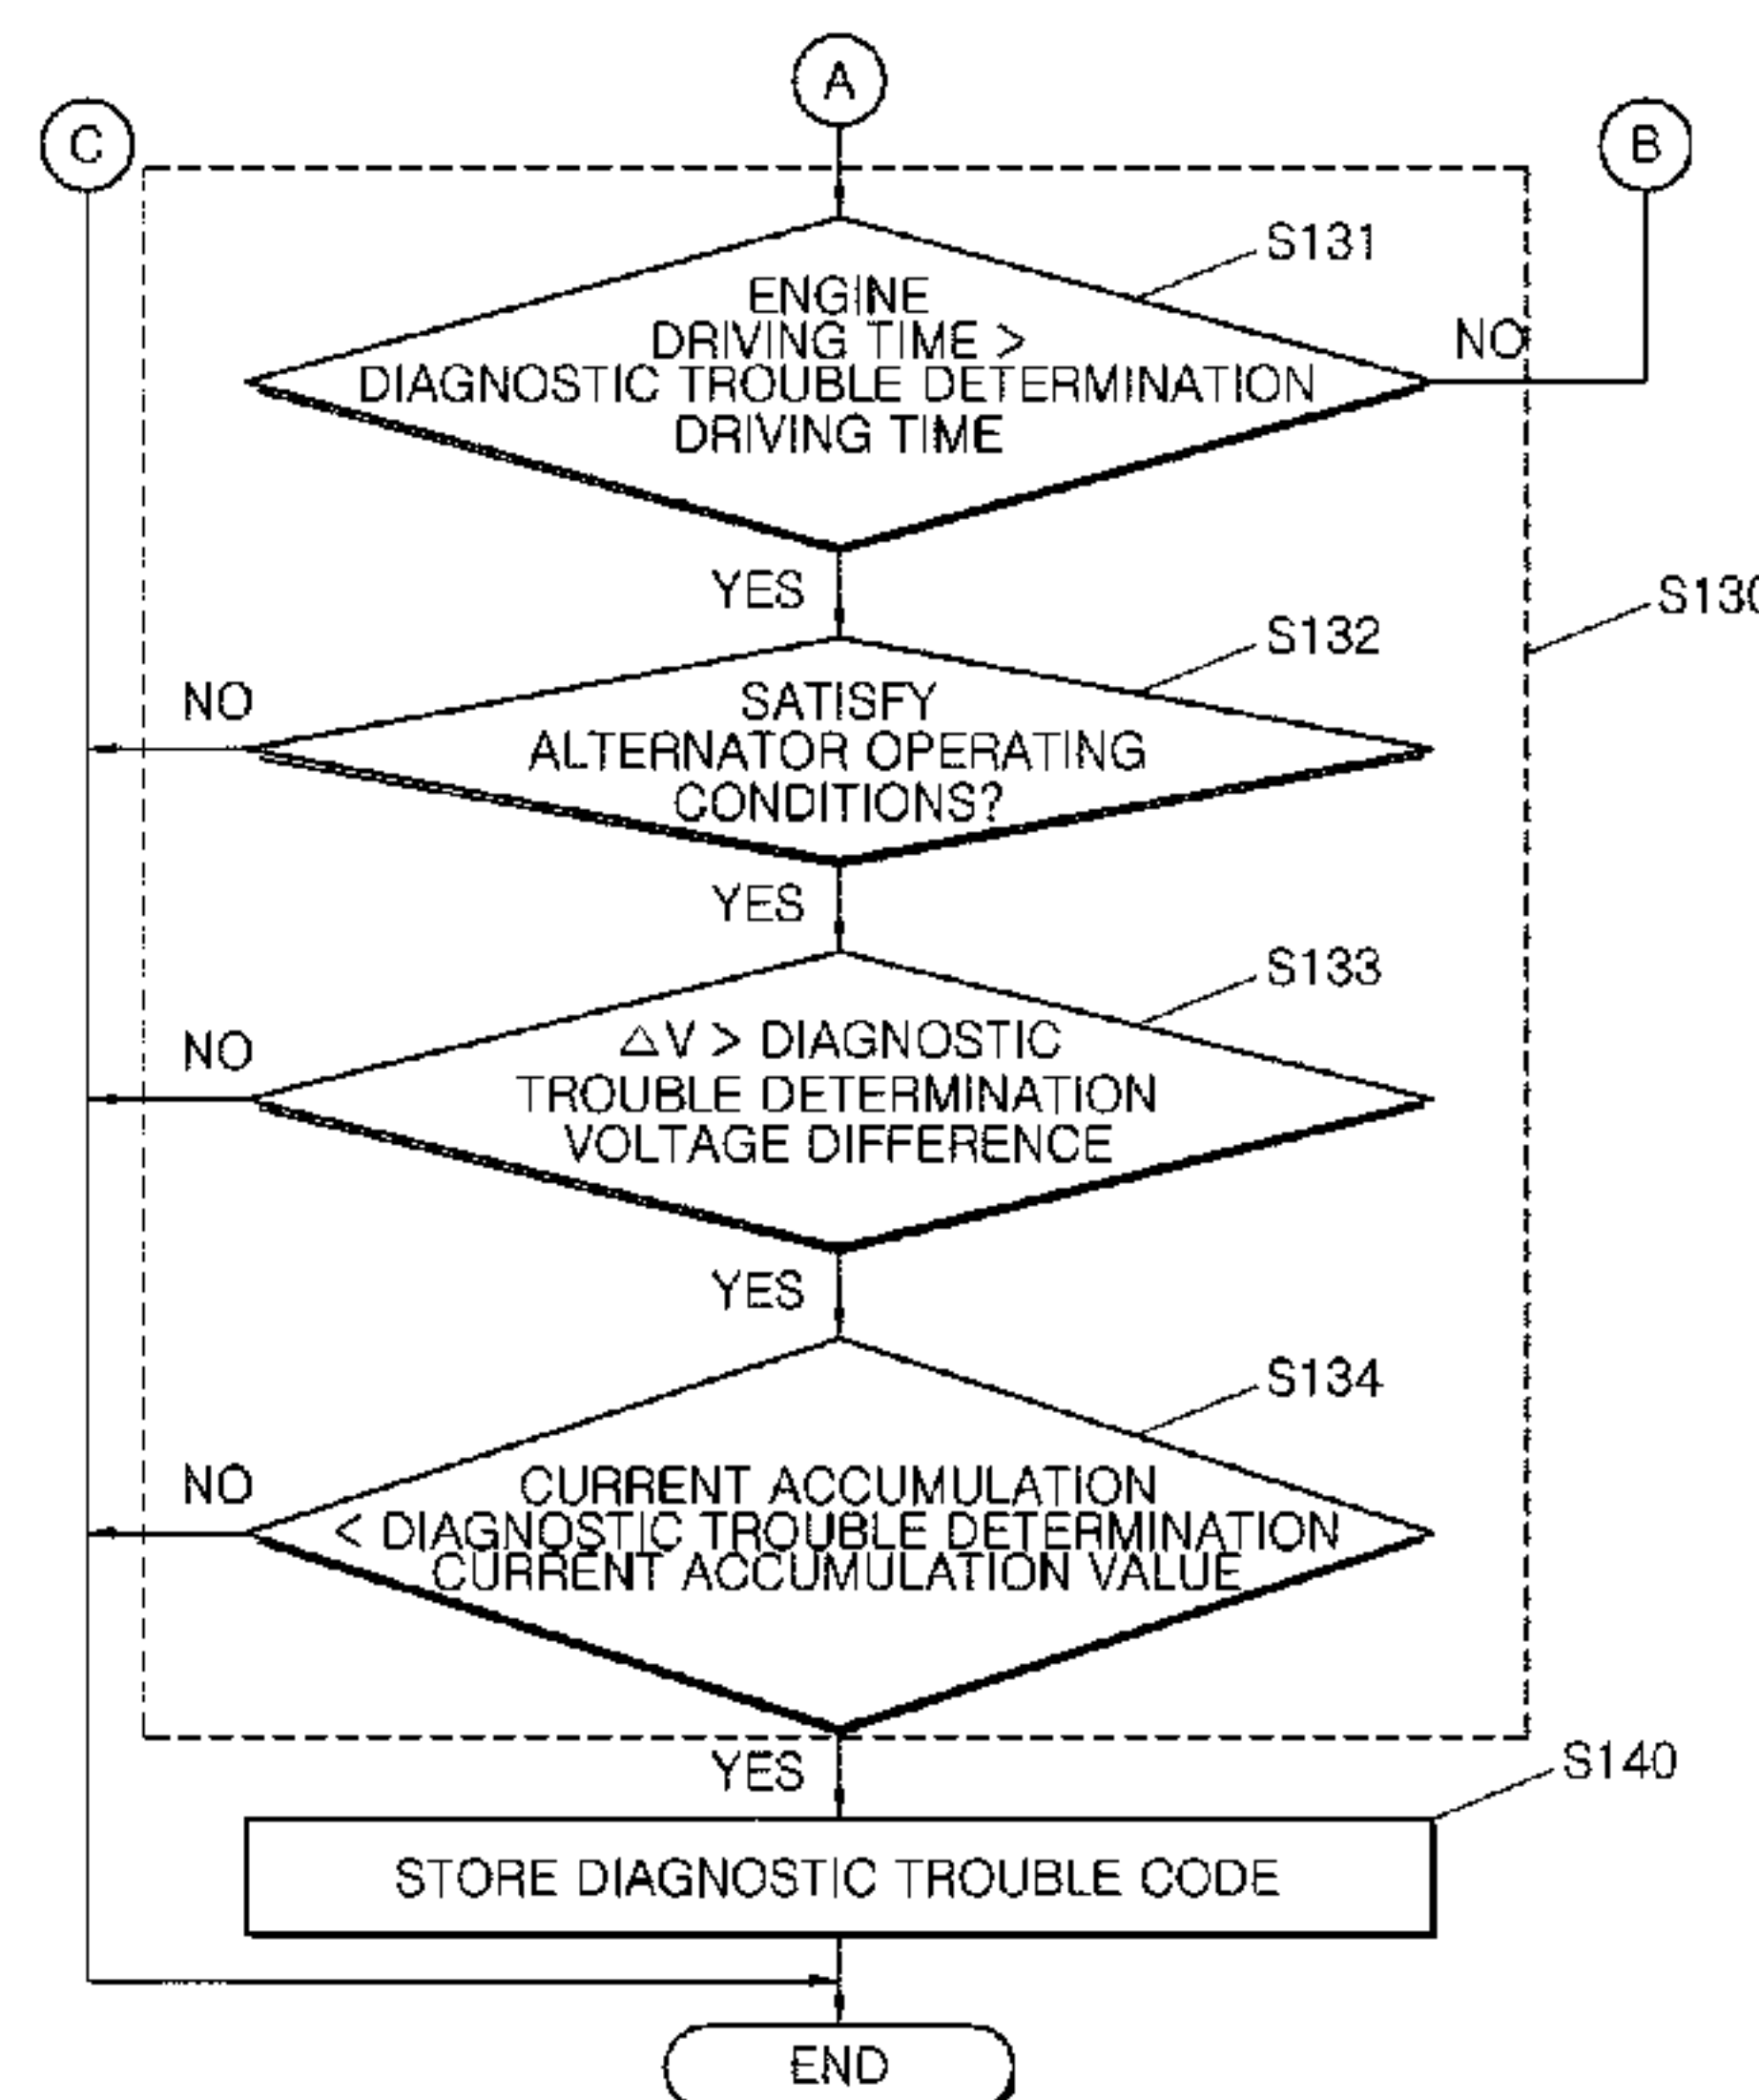 A
C
B
S131
ENGINE
DRIVING TIME >
DIAGNOSTIC TROUBLE DETERMINATION
DRIVING TIME
NO
YES
S130
S132
NO
SATISFY
ALTERNATOR OPERATING
CONDITIONS?
YES
S133
NO
△V > DIAGNOSTIC
TROUBLE DETERMINATION
VOLTAGE DIFFERENCE
YES
S134
NO
CURRENT ACCUMULATION
< DIAGNOSTIC TROUBLE DETERMINATION
CURRENT ACCUMULATION VALUE
YES
S140
STORE DIAGNOSTIC TROUBLE CODE
END